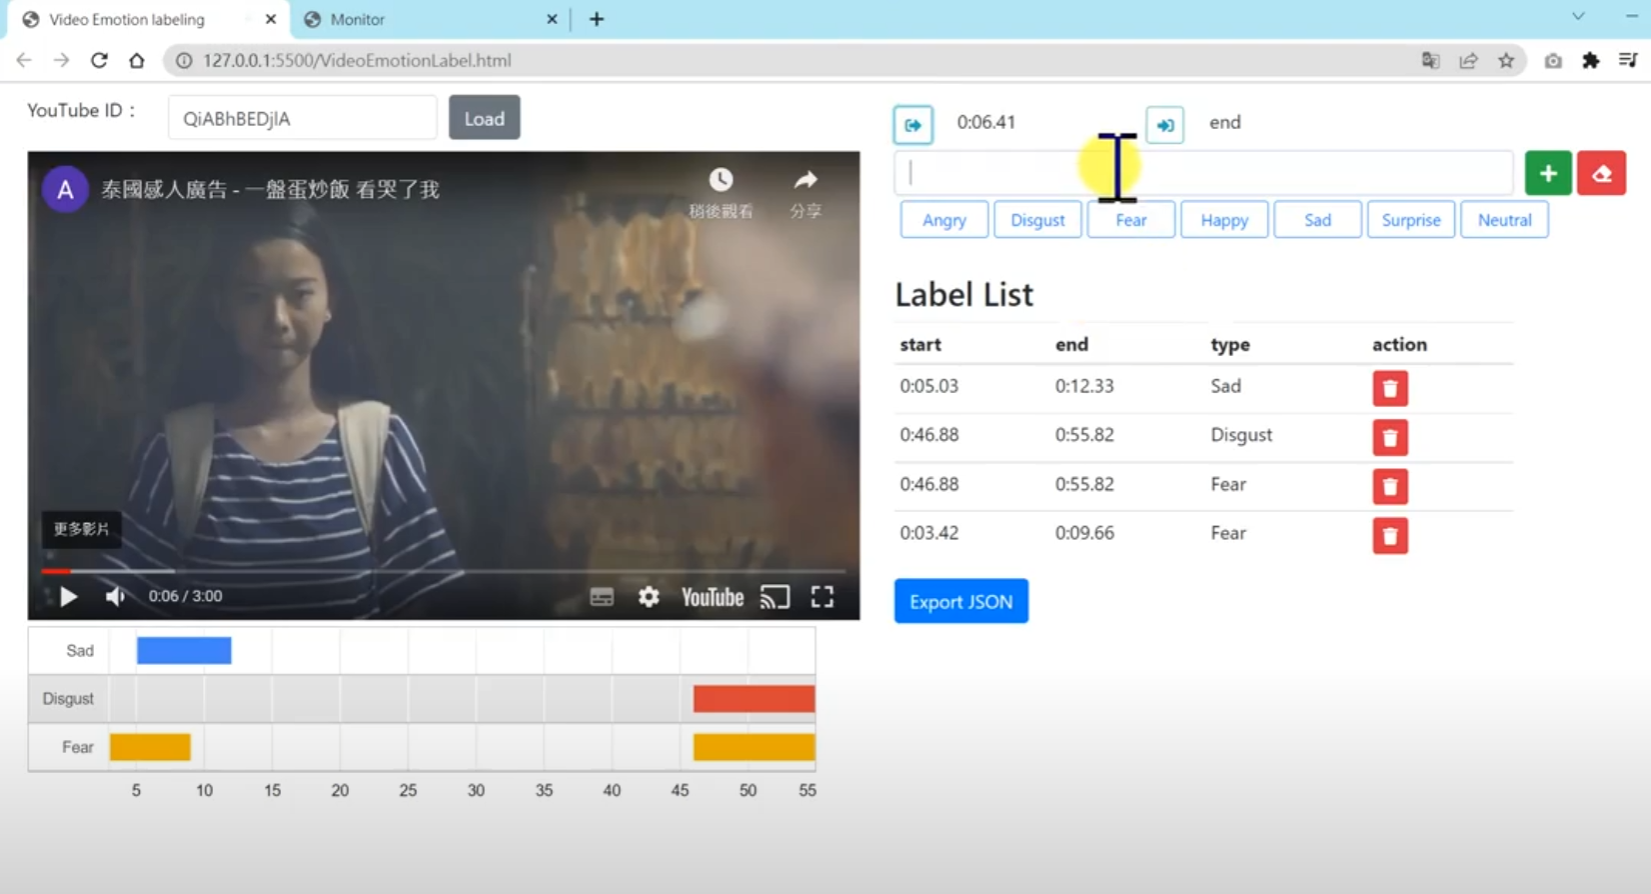 Video Emotion labeling
Monitor
127.0.0.1:5500/VideoEmotionLabel.html
YouTube ID：
QiABhBEDjlA
Load
A
泰國感人廣告 - 一盤蛋炒飯 看哭了我
稍後觀看
分享
更多影片
0:06 / 3:00
YouTube
Sad
Disgust
Fear
5 10 15 20 25 30 35 40 45 50 55
0:06.41
end
Angry Disgust Fear Happy Sad Surprise Neutral
Label List
start end type action
0:05.03 0:12.33 Sad
0:46.88 0:55.82 Disgust
0:46.88 0:55.82 Fear
0:03.42 0:09.66 Fear
Export JSON